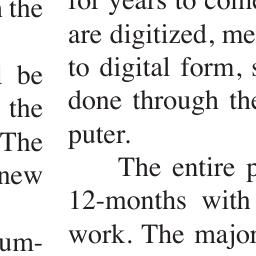 the
be
the
The
new
for years to come
are digitized, me
to digital form, s
done through the
puter.
The entire p
12-months with
work. The major